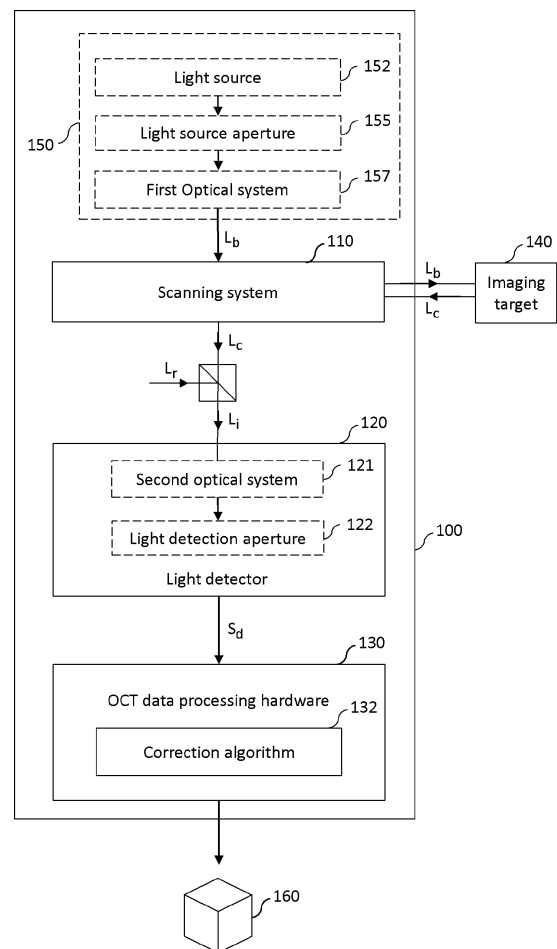 Light source
152
Light source aperture
155
150
First Optical system
157
Lb
110
140
Scanning system
Lb
Lc
Imaging
target
Lc
Lr
Li
120
Second optical system
121
Light detection aperture
122
100
Light detector
Sd
130
OCT data processing hardware
132
Correction algorithm
160